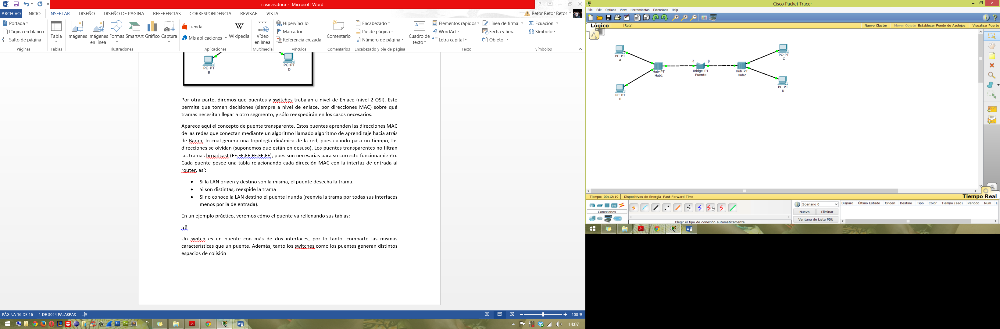 cosicas.docx - Microsoft Word
ARCHIVO INICIO INSERTAR DISEÑO DISEÑO DE PÁGINA REFERENCIAS CORRESPONDENCIA REVISAR VISTA Retor Retor Retor
Portada
Página en blanco
Salto de página
Páginas
Tabla
Tablas
Imágenes
Imágenes en línea
Formas
SmartArt
Gráfico
Captura
Ilustraciones
Tienda
Mis aplicaciones
Wikipedia
Aplicaciones
Vídeo en línea
Multimedia
Hipervínculo
Marcador
Referencia cruzada
Vínculos
Comentario
Comentarios
Encabezado
Pie de página
Número de página
Encabezado y pie de página
Cuadro de texto
Elementos rápidos
WordArt
Letra capital
Línea de firma
Fecha y hora
Objeto
Texto
Ecuación
Símbolo
Símbolos
PC-PT
B
PC-PT
D
Por otra parte, diremos que puentes y switches trabajan a nivel de Enlace (nivel 2 OSI). Esto
permite que tomen decisiones (siempre a nivel de enlace, por direcciones MAC) sobre qué
tramas necesitan llegar a otro segmento, y sólo reexpedirán en los casos necesarios.
Aparece aquí el concepto de puente transparente. Estos puentes aprenden las direcciones MAC
de las redes que conectan mediante un algoritmo llamado algoritmo de aprendizaje hacia atrás
de Baran, lo cual genera una topología dinámica de la red, pues cuando pasa un tiempo, las
direcciones se olvidan (suponemos que están en desuso). Los puentes transparentes no filtran
las tramas broadcast (FF:FF:FF:FF:FF:FF), pues son necesarias para su correcto funcionamiento.
Cada puente posee una tabla relacionando cada dirección MAC con la interfaz de entrada al
router, así:
• Si la LAN origen y destino son la misma, el puente desecha la trama.
• Si son distintas, reexpide la trama
• Si no conoce la LAN destino el puente inunda (reenvía la trama por todas sus interfaces
menos por la de entrada).
En un ejemplo práctico, veremos cómo el puente va rellenando sus tablas:
αβ
Un switch es un puente con más de dos interfaces, por lo tanto, comparte las mismas
características que un puente. Además, tanto los switches como los puentes generan distintos
espacios de colisión
PÁGINA 16 DE 16 1 DE 3054 PALABRAS 100 %
14:07
Cisco Packet Tracer
File Edit Options View Herramientas Extensions Help
Lógico [Raíz] Nuevo Cluster Mover Objeto Establecer Fondo de Azulejos Visualizar Puerto
PC-PT
A
PC-PT
B
Hub-PT
Hub1
α
β
Bridge-PT
Puente
Hub-PT
Hub2
PC-PT
C
PC-PT
D
Tiempo: 00:12:19 Dispositivos de Energía Fast Forward Time
Tiempo Real
Conexiones
Elegir el tipo de conexión automáticamente
Scenario 0
Nuevo Eliminar
Ventana de Lista PDU
Disparo Último Estado Origen Destino Tipo Color Tiempo (seg) Periodo Num E